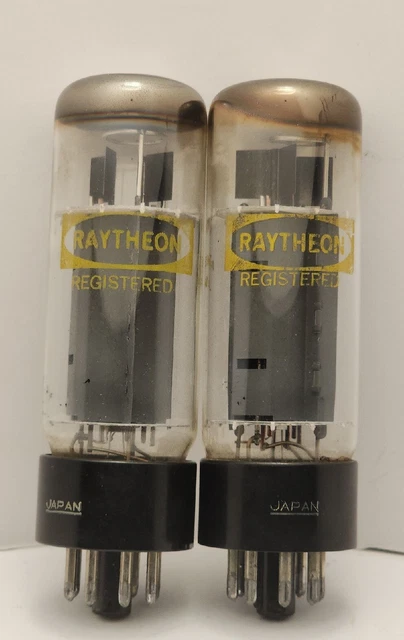 RAYTHEON
REGISTERED
JAPAN
RAYTHEON
REGISTERED
JAPAN